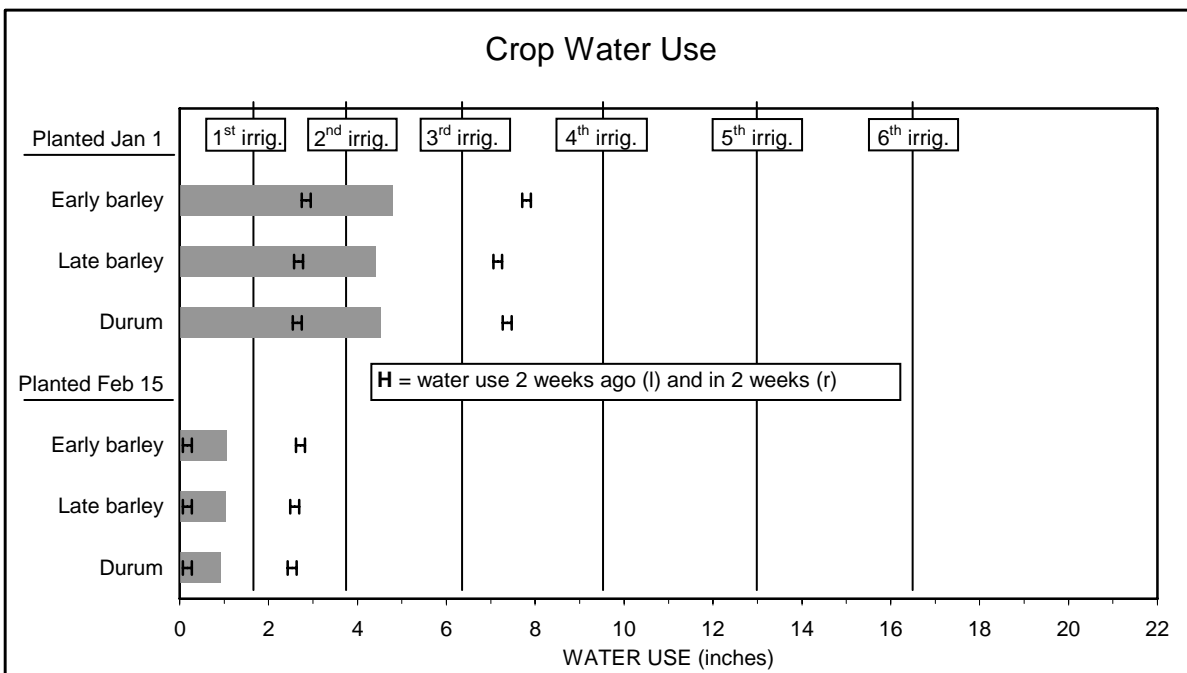 Crop Water Use
Planted Jan 1
1st irrig. 2nd irrig. 3rd irrig. 4th irrig. 5th irrig. 6th irrig.
Early barley H H
Late barley H H
Durum H H
Planted Feb 15
H = water use 2 weeks ago (l) and in 2 weeks (r)
Early barley H H
Late barley H H
Durum H H
0 2 4 6 8 10 12 14 16 18 20 22
WATER USE (inches)